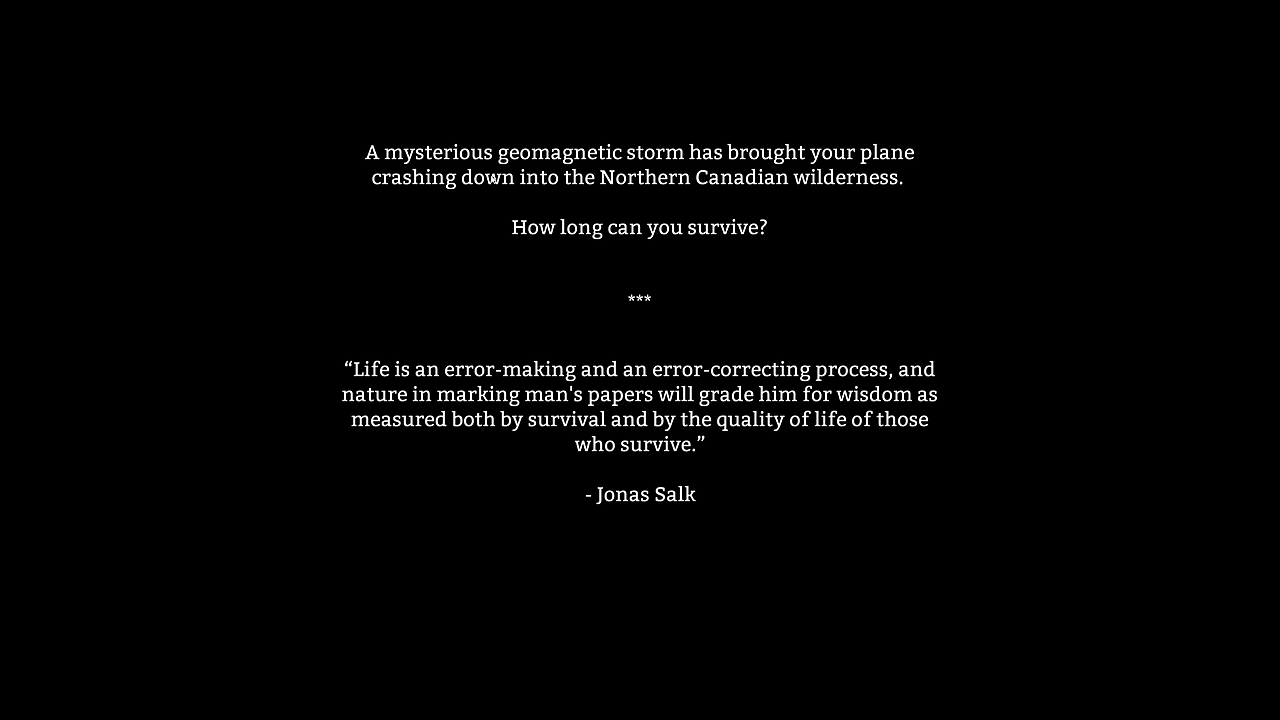 A mysterious geomagnetic storm has brought your plane
crashing down into the Northern Canadian wilderness.
How long can you survive?
***
“Life is an error-making and an error-correcting process, and
nature in marking man's papers will grade him for wisdom as
measured both by survival and by the quality of life of those
who survive.”
- Jonas Salk